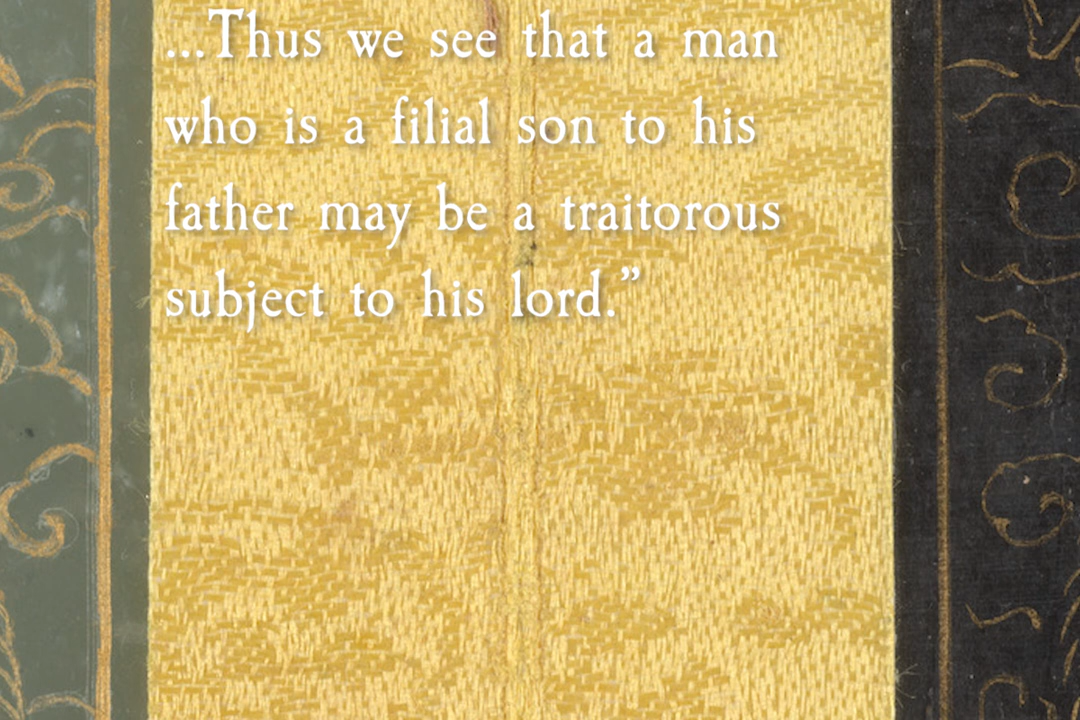 ...Thus we see that a man
who is a filial son to his
father may be a traitorous
subject to his lord.”